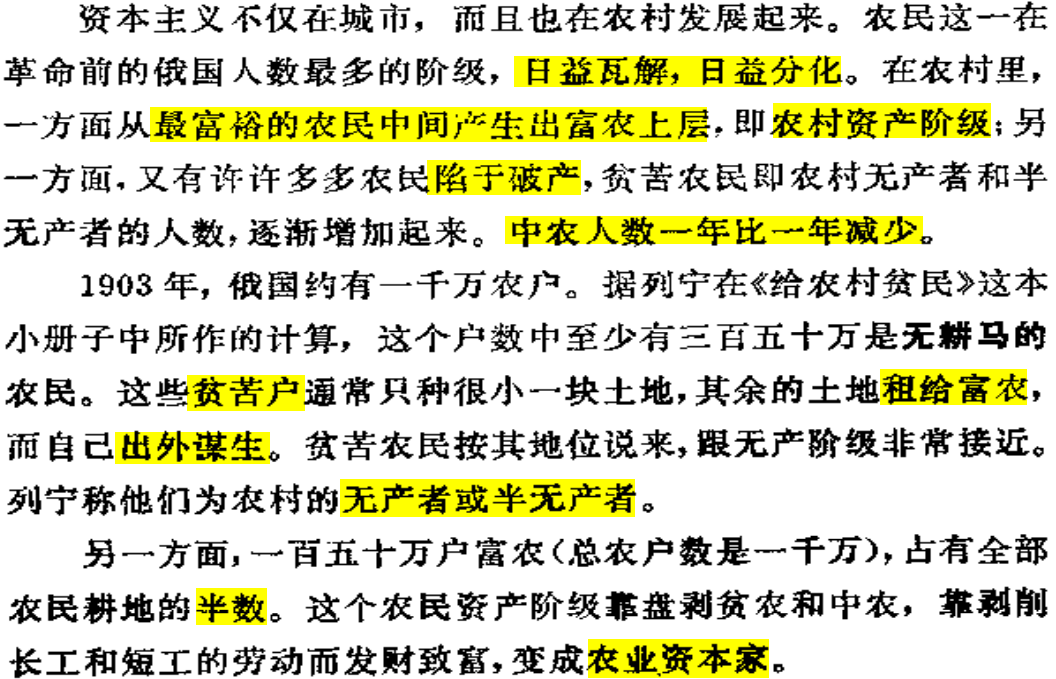 资本主义不仅在城市，而且也在农村发展起来。农民这一在
革命前的俄国人数最多的阶级，日益瓦解，日益分化。在农村里，
一方面从最富裕的农民中间产生出富农上层，即农村资产阶级；另
一方面，又有许许多多农民陷于破产，贫苦农民即农村无产者和半
无产者的人数，逐渐增加起来。中农人数一年比一年减少。
1903年，俄国约有一千万农户。据列宁在《给农村贫民》这本
小册子中所作的计算，这个户数中至少有三百五十万是无耕马的
农民。这些贫苦户通常只种很小一块土地，其余的土地租给富农，
而自己出外谋生。贫苦农民按其地位说来，跟无产阶级非常接近。
列宁称他们为农村的无产者或半无产者。
另一方面，一百五十万户富农（总农户数是一千万），占有全部
农民耕地的半数。这个农民资产阶级靠盘剥贫农和中农，靠剥削
长工和短工的劳动而发财致富，变成农业资本家。